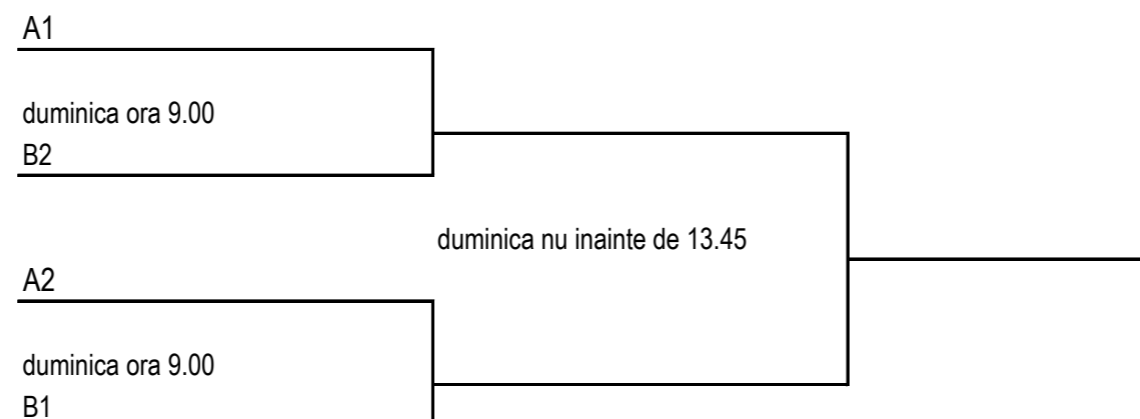 A1
duminica ora 9.00
B2
duminica nu inainte de 13.45
A2
duminica ora 9.00
B1